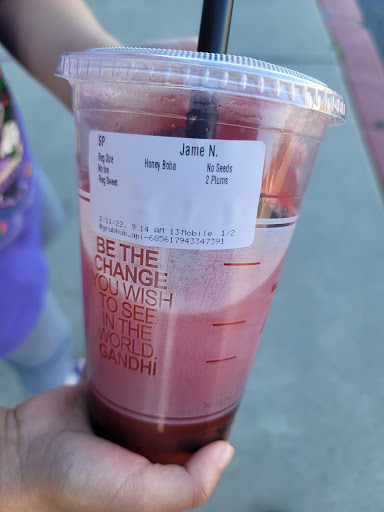 SP Jame N.
Reg Size Honey Boba No Seeds
No Ice 2 Plums
Reg Sweet
2/11/22, 9:14 AM 13 Mobile 1/2
@grubhub_api-685617943347391
BE THE
CHANGE
YOU WISH
TO SEE
IN THE
WORLD.
GANDHi